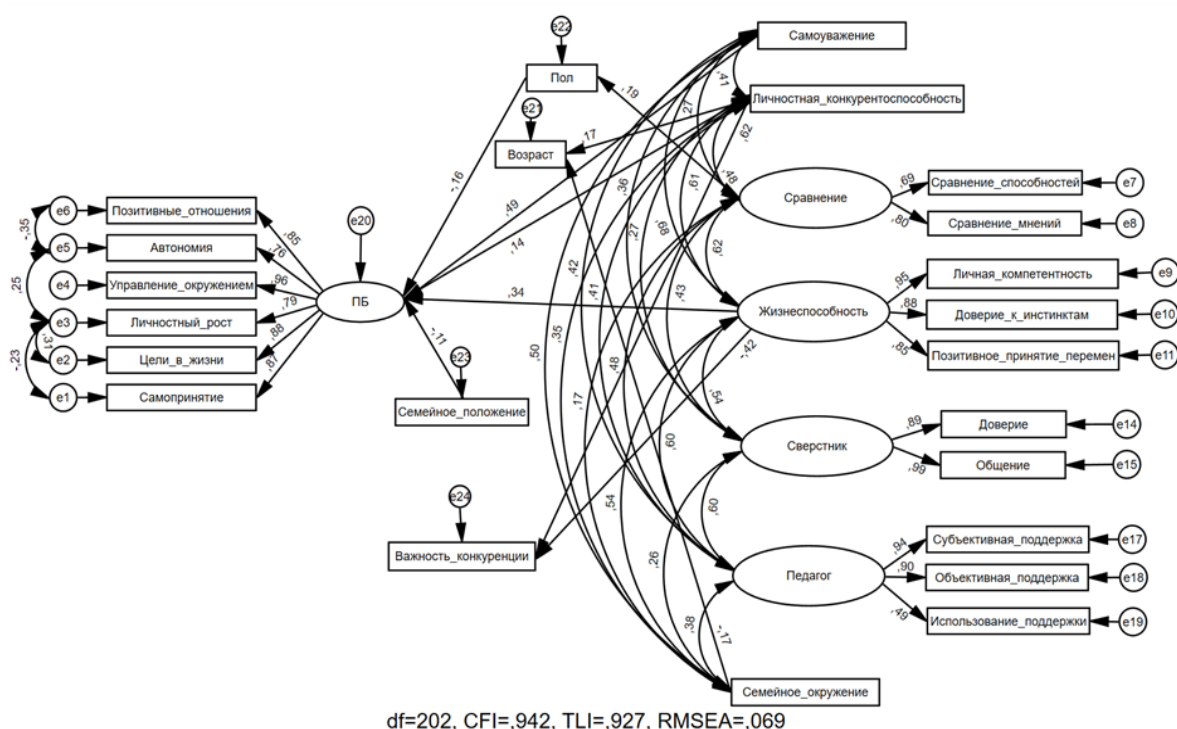 e22
Самоуважение
Пол
,41
,19
,27
Личностная_конкурентоспособность
e21
,62
,17
Возраст
-,16
,36
,61
,48
Сравнение
,69
Сравнение_способностей
e7
,80
Сравнение_мнений
e8
e6
Позитивные_отношения
,85
-,35
e5
Автономия
,76
e20
,49
,14
,27
,68
,62
,25
e4
Управление_окружением
,96
ПБ
,42
,41
,43
,95
Личная_компетентность
e9
e3
Личностный_рост
,79
,34
Жизнеспособность
,88
Доверие_к_инстинктам
e10
-,23
,31
e2
Цели_в_жизни
,88
-,11
,50
,35
,48
-,42
,85
Позитивное_принятие_перемен
e11
e1
Самопринятие
,87
e23
,17
,54
Семейное_положение
,60
Сверстник
,89
Доверие
e14
,99
Общение
e15
e24
,54
,26
,60
Важность_конкуренции
Педагог
,94
Субъективная_поддержка
e17
,90
Объективная_поддержка
e18
,49
Использование_поддержки
e19
,38
-,17
Семейное_окружение
df=202, CFI=,942, TLI=,927, RMSEA=,069